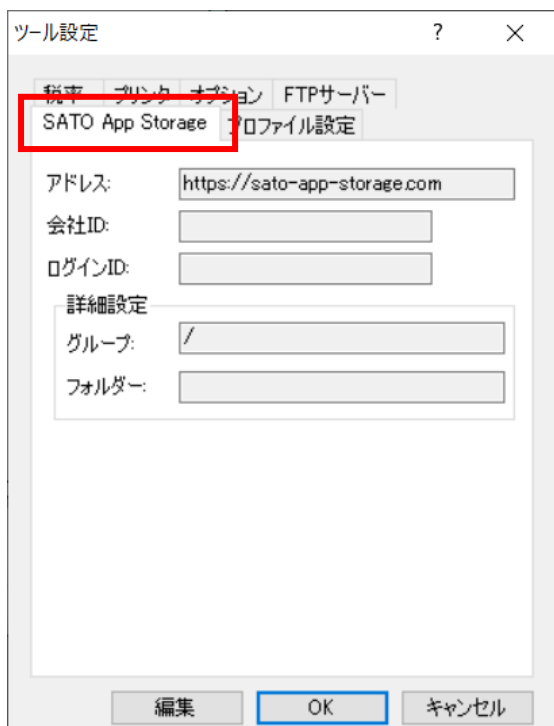 ツール設定 ? ×
税率 プリンタ オプション FTPサーバー
SATO App Storage プロファイル設定
アドレス: https://sato-app-storage.com
会社ID:
ログインID:
詳細設定
グループ: /
フォルダー:
編集 OK キャンセル